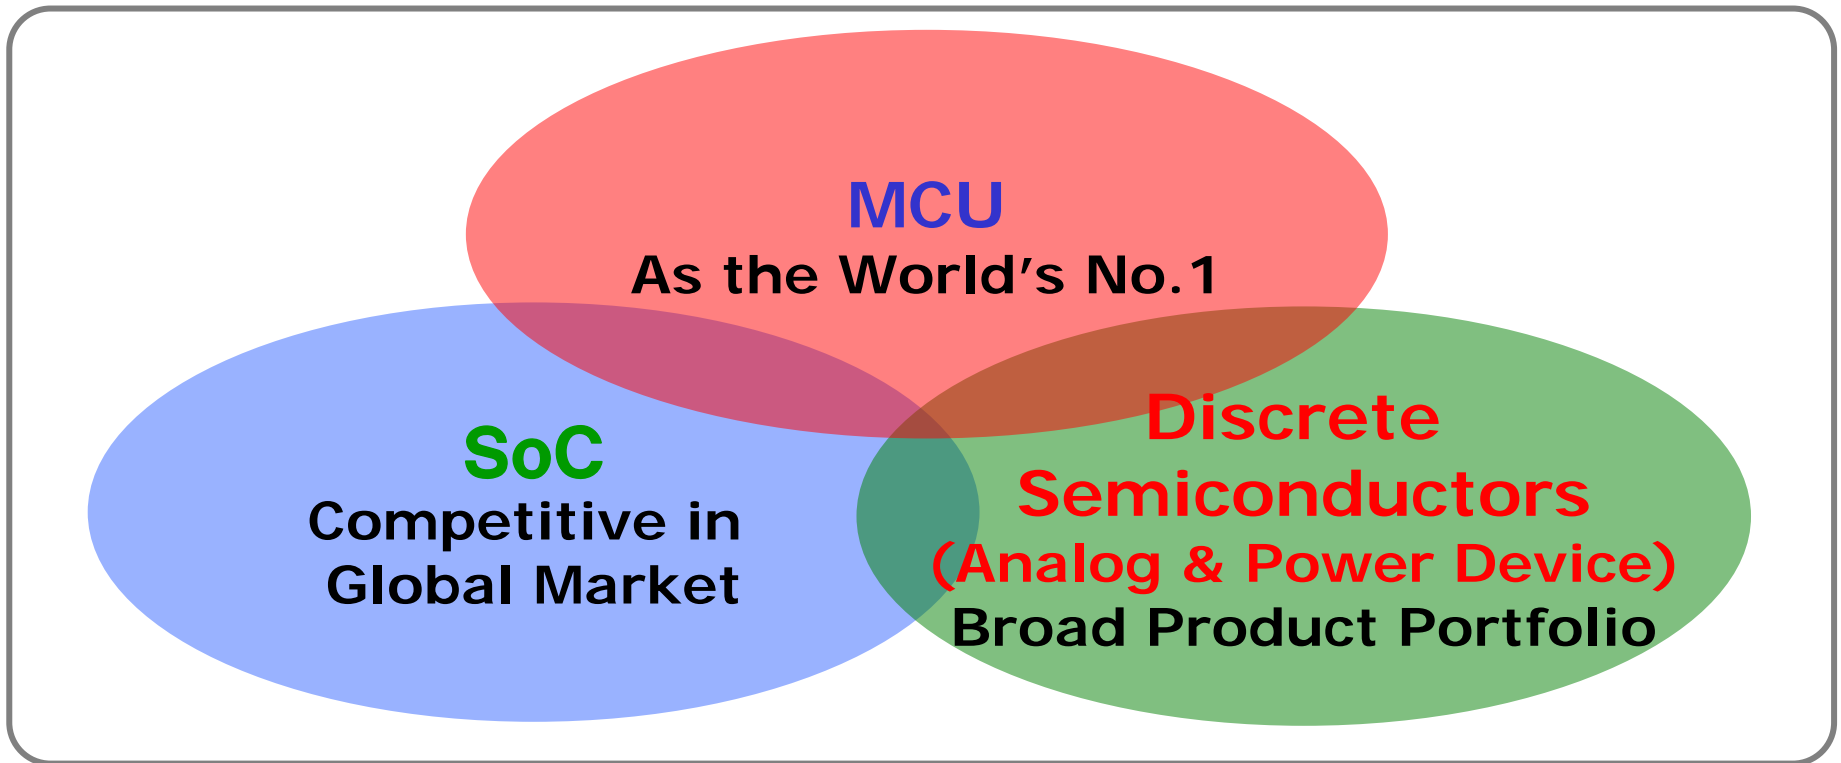 MCU
As the World's No.1
SoC
Competitive in
Global Market
Discrete
Semiconductors
(Analog & Power Device)
Broad Product Portfolio